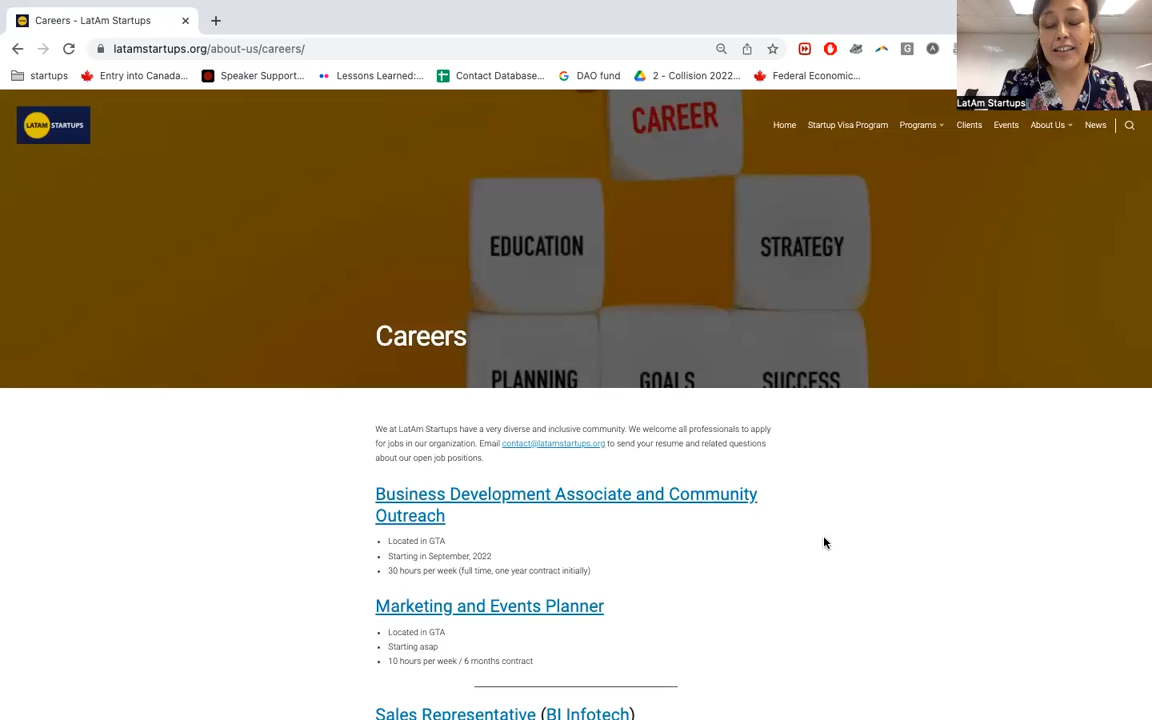 Careers - LatAm Startups
latamstartups.org/about-us/careers/
startups
Entry into Canada...
Speaker Support...
Lessons Learned:...
Contact Database...
DAO fund
2 - Collision 2022...
Federal Economic...
LatAm Startups
LATAM STARTUPS
Home
Startup Visa Program
Programs
Clients
Events
About Us
News
CAREER
EDUCATION
STRATEGY
PLANNING
GOALS
SUCCESS
Careers
We at LatAm Startups have a very diverse and inclusive community. We welcome all professionals to apply
for jobs in our organization. Email contact@latamstartups.org to send your resume and related questions
about our open job positions.
Business Development Associate and Community
Outreach
• Located in GTA
• Starting in September, 2022
• 30 hours per week (full time, one year contract initially)
Marketing and Events Planner
• Located in GTA
• Starting asap
• 10 hours per week / 6 months contract
Sales Representative (BI Infotech)